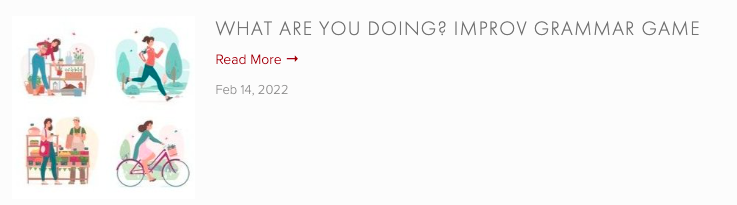 WHAT ARE YOU DOING? IMPROV GRAMMAR GAME
Read More →
Feb 14, 2022